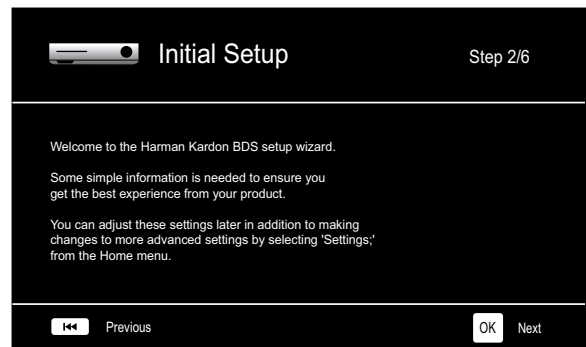 Initial Setup
Step 2/6
Welcome to the Harman Kardon BDS setup wizard.
Some simple information is needed to ensure you
get the best experience from your product.
You can adjust these settings later in addition to making
changes to more advanced settings by selecting 'Settings;'
from the Home menu.
Previous
OK Next